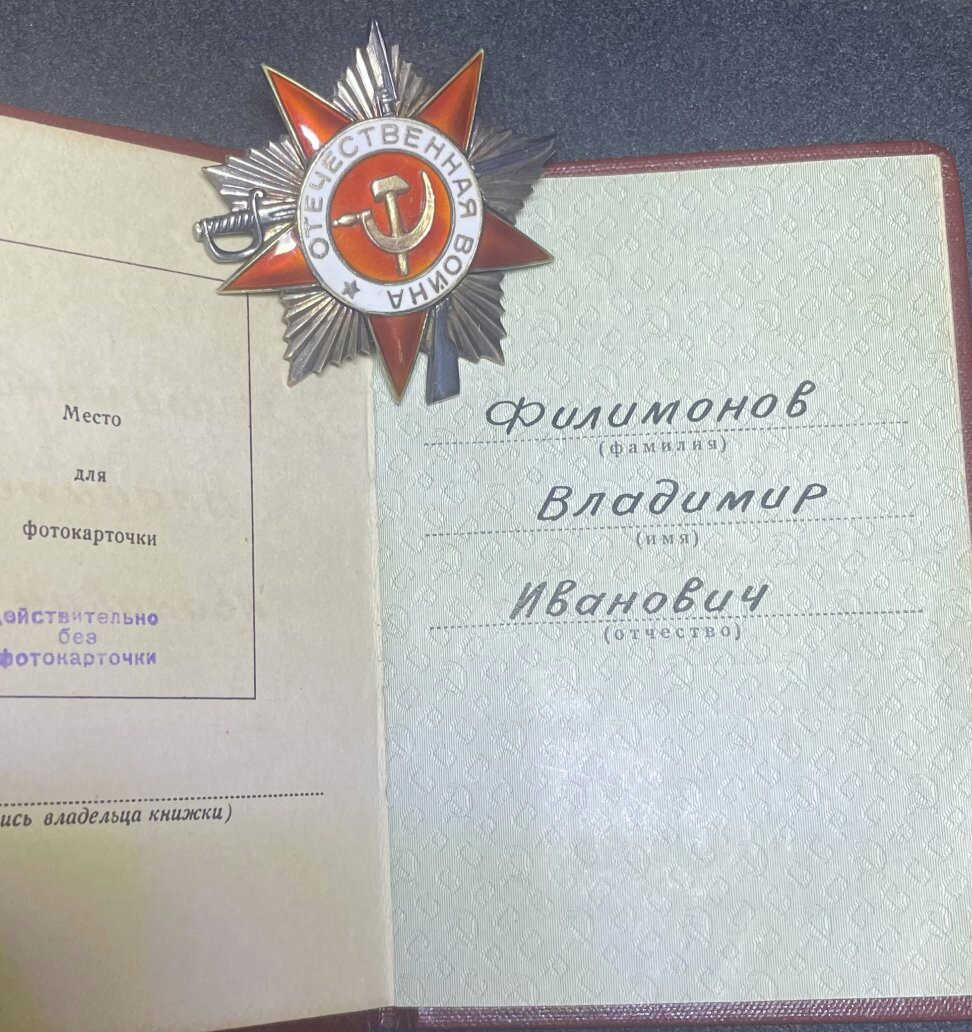 ОТЕЧЕСТВЕННАЯ ВОЙНА
Место
для
фотокарточки
действительно
без
фотокарточки
ись владельца книжки)
Филимонов
(фамилия)
Владимир
(имя)
Иванович
(отчество)